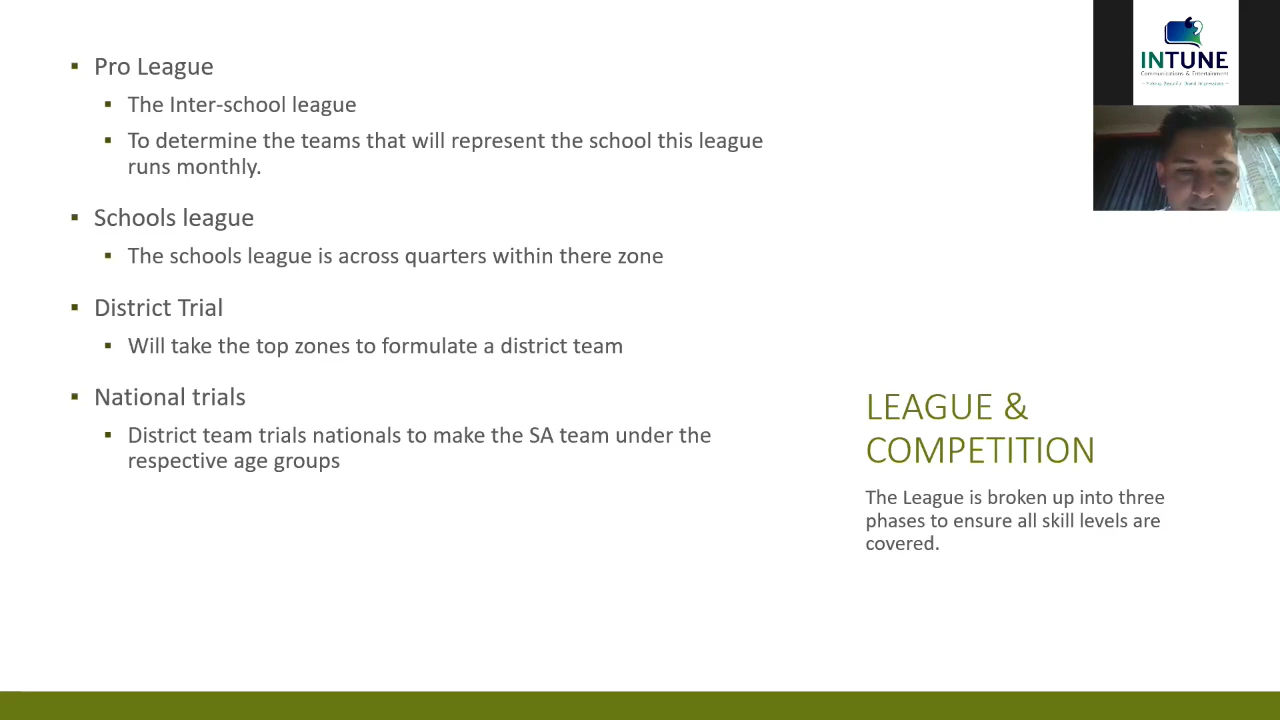 Pro League
The Inter-school league
To determine the teams that will represent the school this league
runs monthly.
Schools league
The schools league is across quarters within there zone
District Trial
Will take the top zones to formulate a district team
National trials
District team trials nationals to make the SA team under the
respective age groups
LEAGUE &
COMPETITION
The League is broken up into three
phases to ensure all skill levels are
covered.
INTUNE
Communications & Entertainment